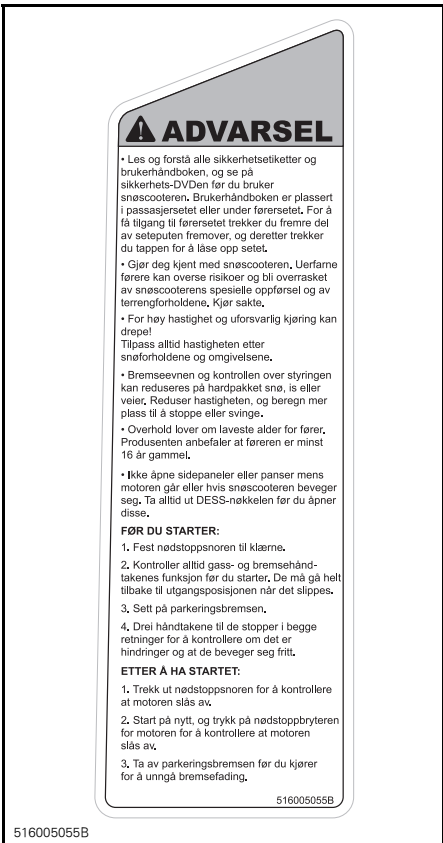 ADVARSEL
• Les og forstå alle sikkerhetsetiketter og
brukerhåndboken, og se på
sikkerhets-DVDen før du bruker
snøscooteren. Brukerhåndboken er plassert
i passasjersetet eller under førersetet. For å
få tilgang til førersetet trekker du fremre del
av seteputen fremover, og deretter trekker
du tappen for å låse opp setet.
• Gjør deg kjent med snøscooteren. Uerfarne
førere kan overse risikoer og bli overrasket
av snøscooterens spesielle oppførsel og av
terrengforholdene. Kjør sakte.
• For høy hastighet og uforsvarlig kjøring kan
drepe!
Tilpass alltid hastigheten etter
snøforholdene og omgivelsene.
• Bremseevnen og kontrollen over styringen
kan reduseres på hardpakket snø, is eller
veier. Reduser hastigheten, og beregn mer
plass til å stoppe eller svinge.
• Overhold lover om laveste alder for fører.
Produsenten anbefaler at føreren er minst
16 år gammel.
• Ikke åpne sidepaneler eller panser mens
motoren går eller hvis snøscooteren beveger
seg. Ta alltid ut DESS-nøkkelen før du åpner
disse.
FØR DU STARTER:
1. Fest nødstoppsnoren til klærne.
2. Kontroller alltid gass- og bremsehånd-
takenes funksjon før du starter. De må gå helt
tilbake til utgangsposisjonen når det slippes.
3. Sett på parkeringsbremsen.
4. Drei håndtakene til de stopper i begge
retninger for å kontrollere om det er
hindringer og at de beveger seg fritt.
ETTER Å HA STARTET:
1. Trekk ut nødstoppsnoren for å kontrollere
at motoren slås av.
2. Start på nytt, og trykk på nødstoppbryteren
for motoren for å kontrollere at motoren
slås av.
3. Ta av parkeringsbremsen før du kjører
for å unngå bremsefading.
516005055B
516005055B